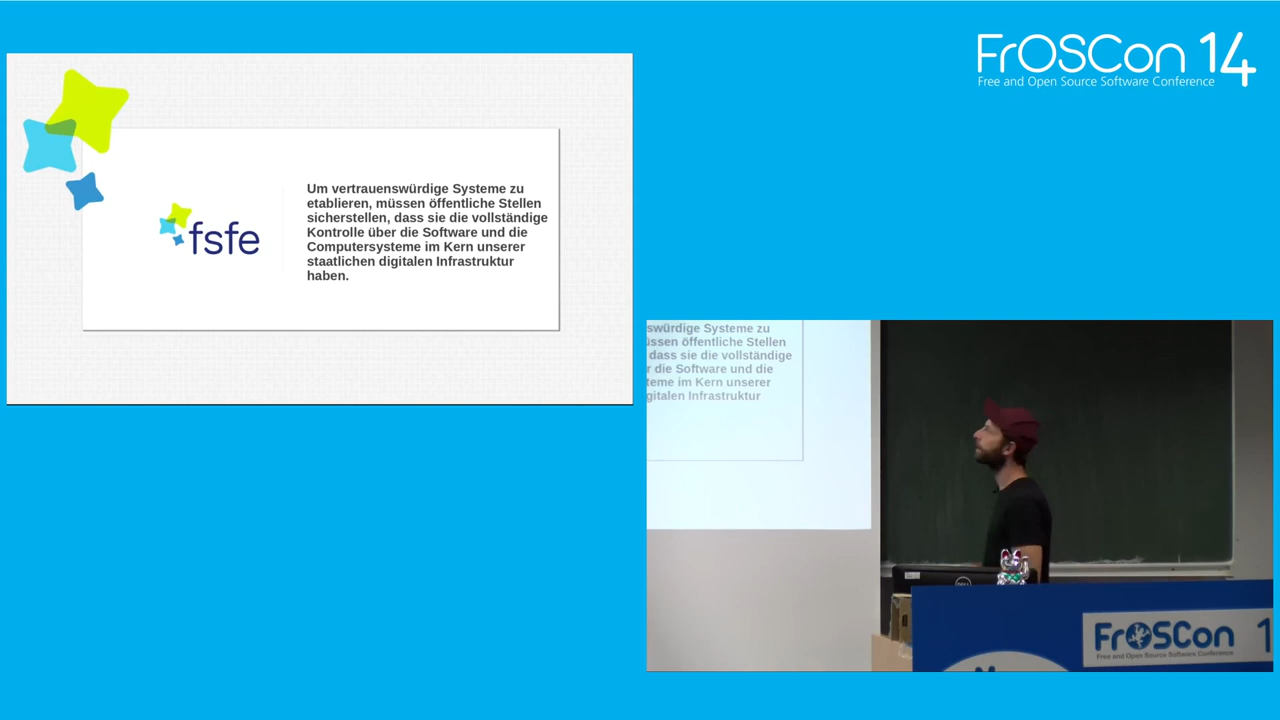 FrOSCon 14
Free and Open Source Software Conference
fsfe
Um vertrauenswürdige Systeme zu
etablieren, müssen öffentliche Stellen
sicherstellen, dass sie die vollständige
Kontrolle über die Software und die
Computersysteme im Kern unserer
staatlichen digitalen Infrastruktur
haben.
swürdige Systeme zu
üssen öffentliche Stellen
dass sie die vollständige
r die Software und die
teme im Kern unserer
gitalen Infrastruktur
DELL
FrOSCon 1
Free and Open Source Software Conference